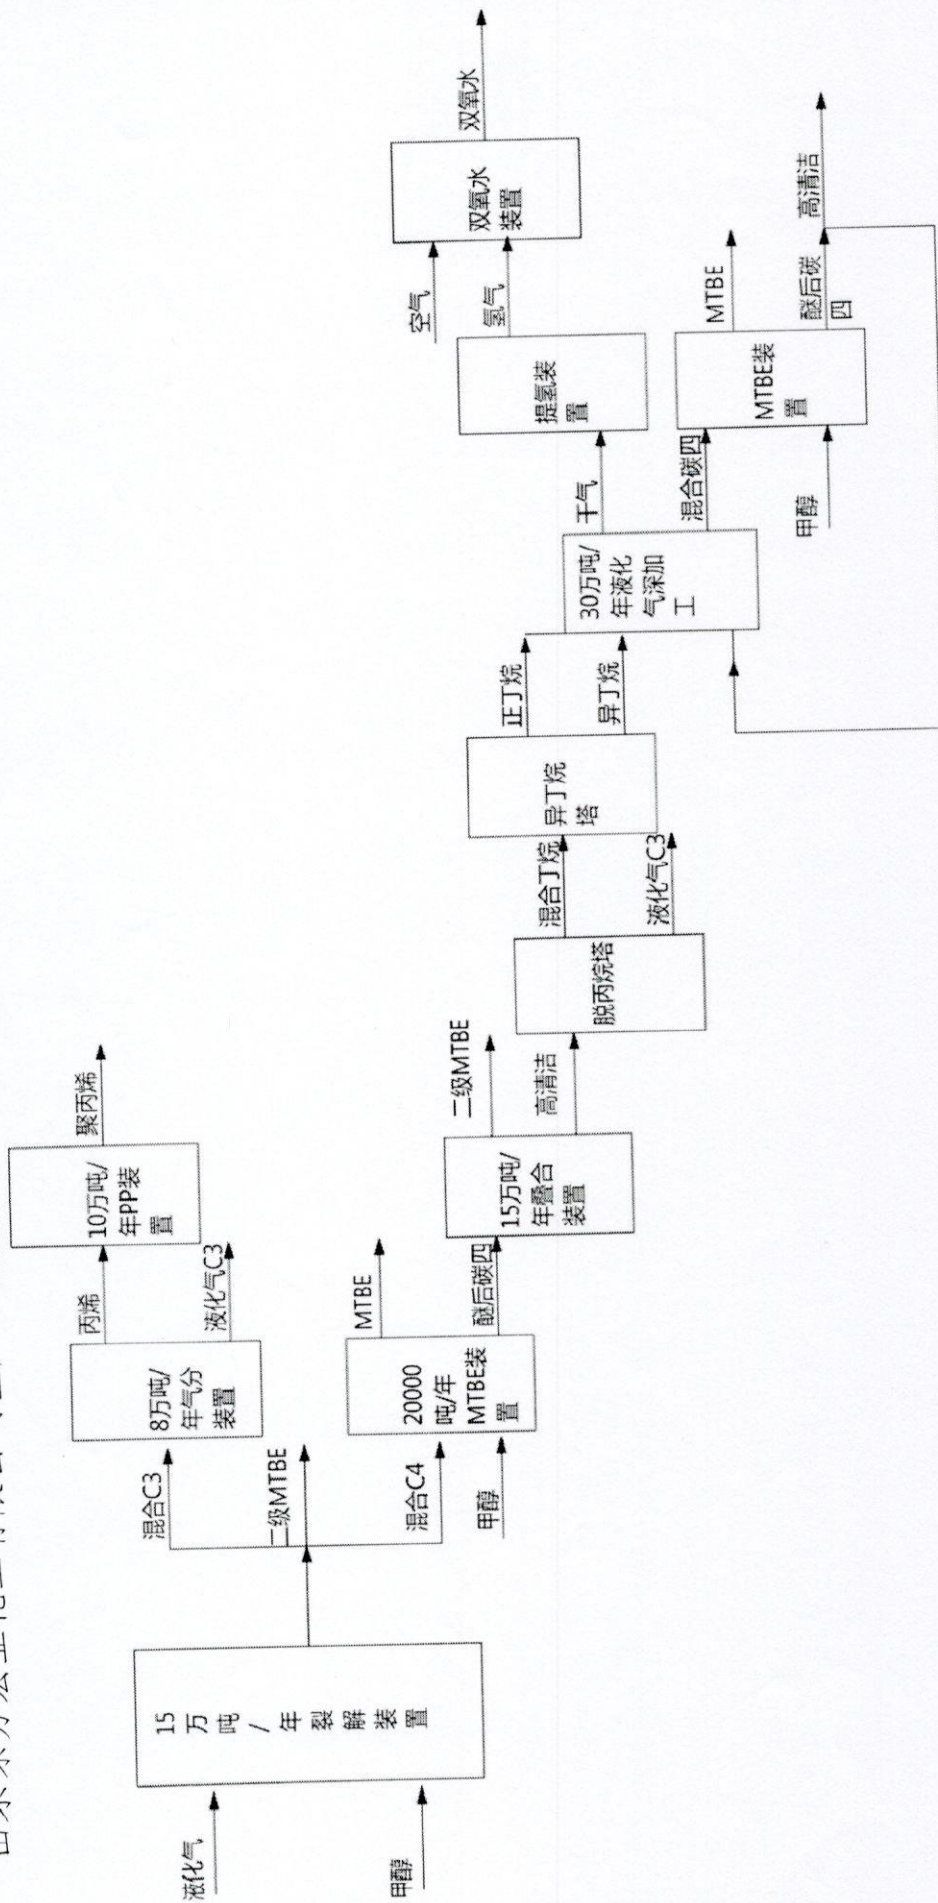 液化气
甲醇
15
万
吨
/
年
裂
解
装
置
混合C3
二级MTBE
混合C4
甲醇
8万吨/
年气分
装置
丙烯
液化气C3
10万吨/
年PP装
置
聚丙烯
20000
吨/年
MTBE装
置
MTBE
醚后碳四
15万吨/
年叠合
装置
二级MTBE
高清洁
脱丙烷塔
混合丁烷
液化气C3
异丁烷
塔
正丁烷
异丁烷
30万吨/
年液化
气深加
工
干气
混合碳四
甲醇
提氢装
置
空气
氢气
双氧水
装置
双氧水
MTBE装
置
MTBE
醚后碳
四
高清洁